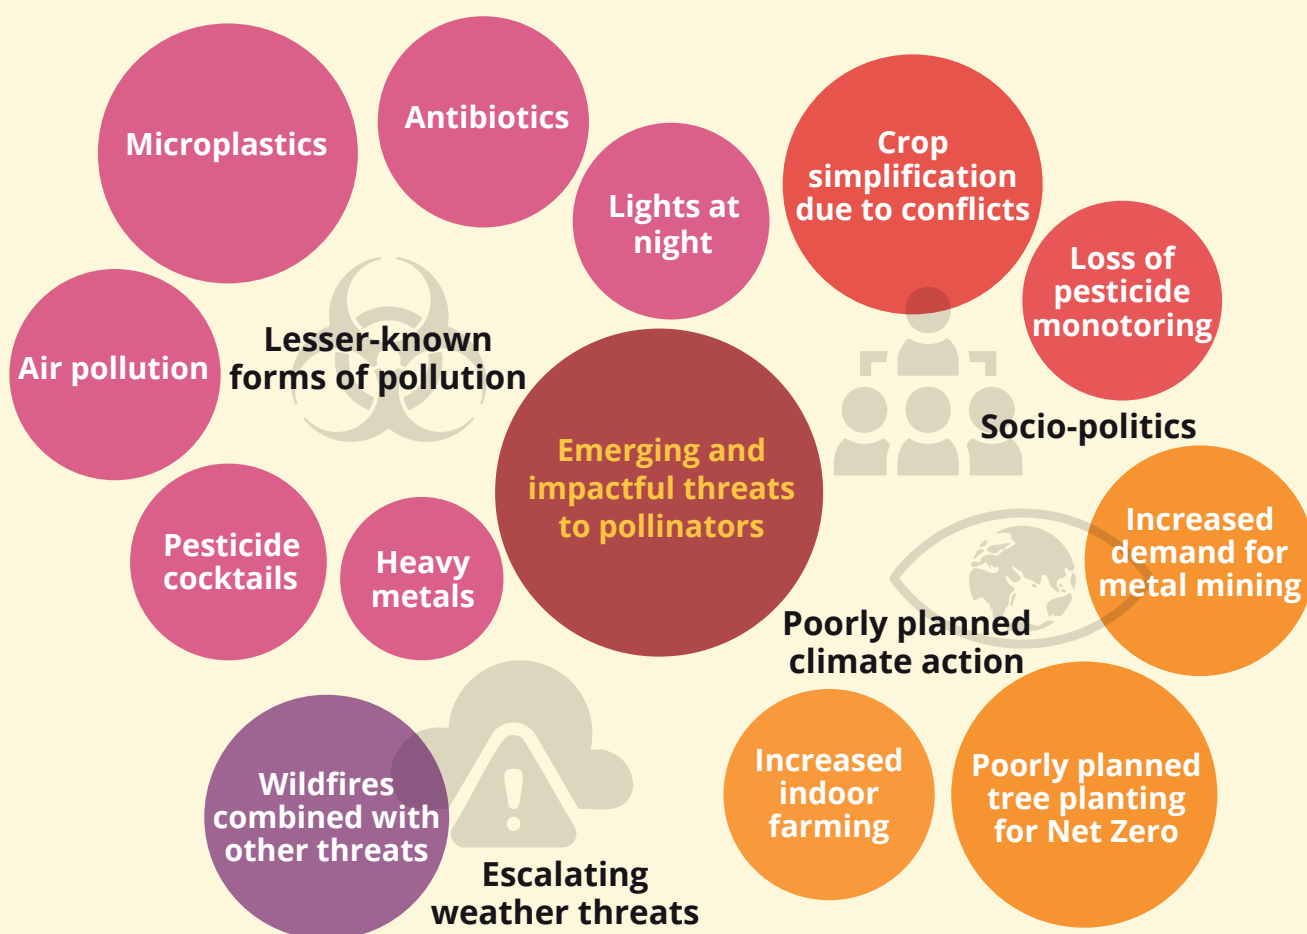 Microplastics
Antibiotics
Lights at
night
Air pollution
Lesser-known
forms of pollution
Pesticide
cocktails
Heavy
metals
Crop
simplification
due to conflicts
Loss of
pesticide
monotoring
Socio-politics
Emerging and
impactful threats
to pollinators
Increased
demand for
metal mining
Poorly planned
climate action
Increased
indoor
farming
Poorly planned
tree planting
for Net Zero
Wildfires
combined with
other threats
Escalating
weather threats